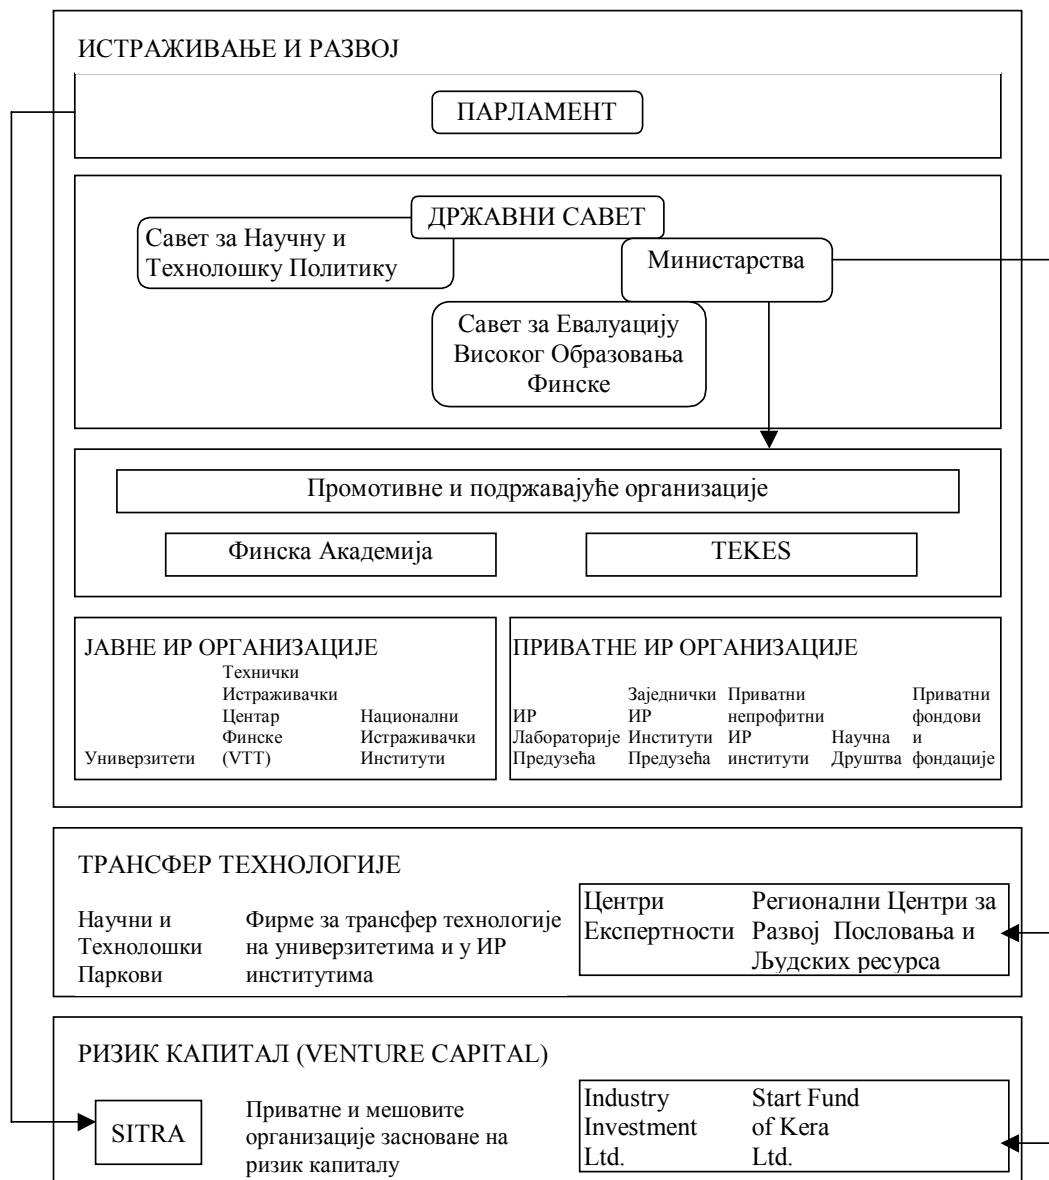 ИСТРАЖИВАЊЕ И РАЗВОЈ
ПАРЛАМЕНТ
ДРЖАВНИ САВЕТ
Савет за Научну и
Технолошку Политику
Министарства
Савет за Евалуацију
Високог Образовања
Финске
Промотивне и подржавајуће организације
Финска Академија
TEKES
ЈАВНЕ ИР ОРГАНИЗАЦИЈЕ
Универзитети
Технички
Истраживачки
Центар
Финске
(VTT)
Национални
Истраживачки
Институти
ПРИВАТНЕ ИР ОРГАНИЗАЦИЈЕ
ИР
Лабораторије
Предузећа
Заједнички
ИР
Институти
Предузећа
Приватни
непрофитни
ИР
институти
Научна
Друштва
Приватни
фондови
и
фондације
ТРАНСФЕР ТЕХНОЛОГИЈЕ
Научни и
Технолошки
Паркови
Фирме за трансфер технологије
на универзитетима и у ИР
институтима
Центри
Експертности
Регионални Центри за
Развој Пословања и
Људских ресурса
РИЗИК КАПИТАЛ (VENTURE CAPITAL)
SITRA
Приватне и мешовите
организације засноване на
ризик капиталу
Industry
Investment
Ltd.
Start Fund
of Kera
Ltd.